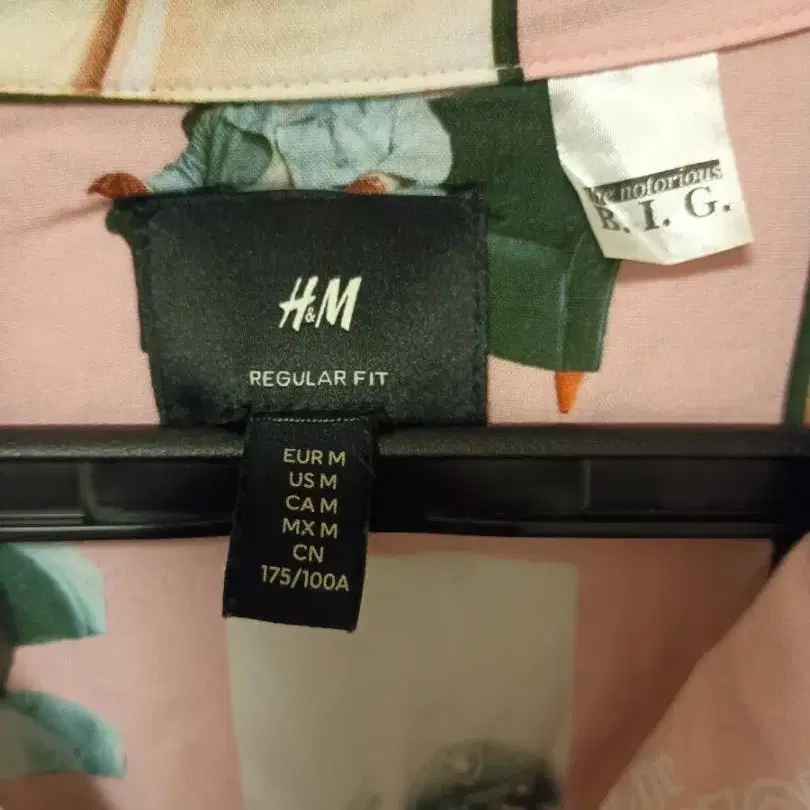 the notorious
B. I. G.
H&M
REGULAR FIT
EUR M
US M
CA M
MX M
CN
175/100A